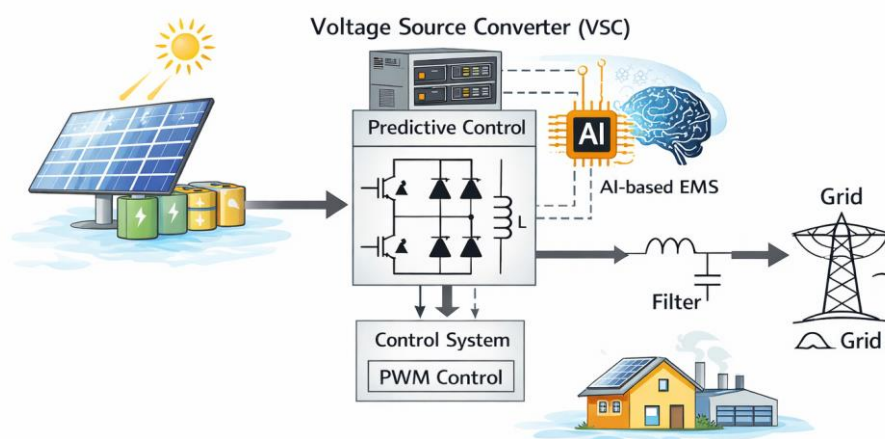 Voltage Source Converter (VSC)
Predictive Control
AI
AI-based EMS
L
Grid
Filter
Grid
Control System
PWM Control